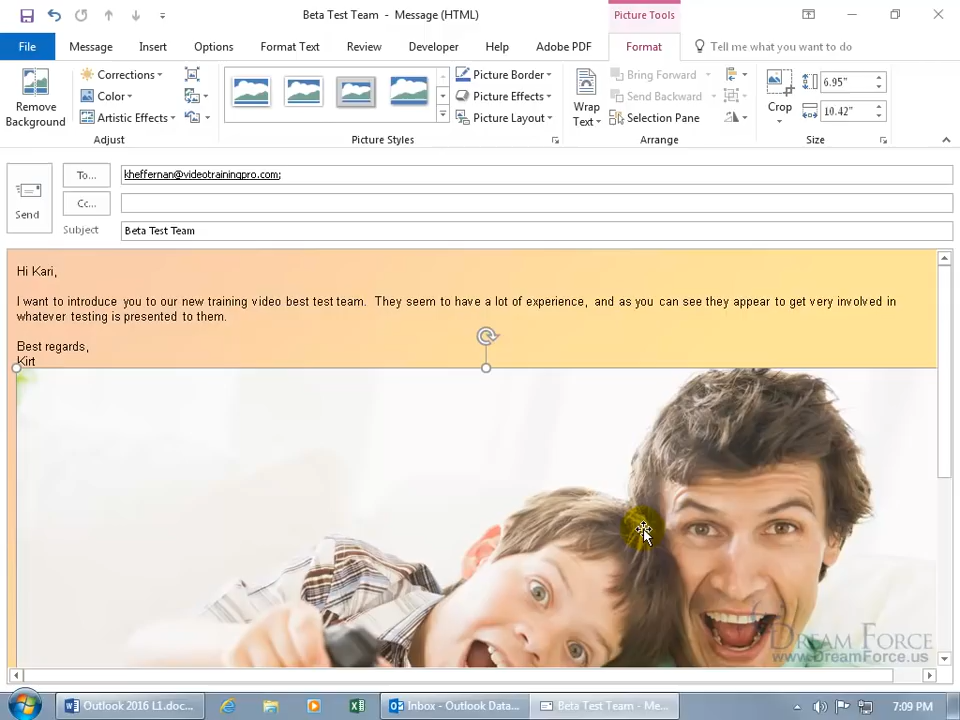 Beta Test Team - Message (HTML)
Picture Tools
File
Message
Insert
Options
Format Text
Review
Developer
Help
Adobe PDF
Format
Tell me what you want to do
Remove
Background
Corrections
Color
Artistic Effects
Adjust
Picture Styles
Picture Border
Picture Effects
Picture Layout
Wrap
Text
Bring Forward
Send Backward
Selection Pane
Arrange
Crop
6.95"
10.42"
Size
Send
To...
kheffernan@videotrainingpro.com;
Cc...
Subject
Beta Test Team
Hi Kari,
I want to introduce you to our new training video best test team. They seem to have a lot of experience, and as you can see they appear to get very involved in
whatever testing is presented to them.
Best regards,
Kirt
DREAM FORCE
www.DreamForce.us
Outlook 2016 L1.doc...
Inbox - Outlook Data...
Beta Test Team - Me...
7:09 PM